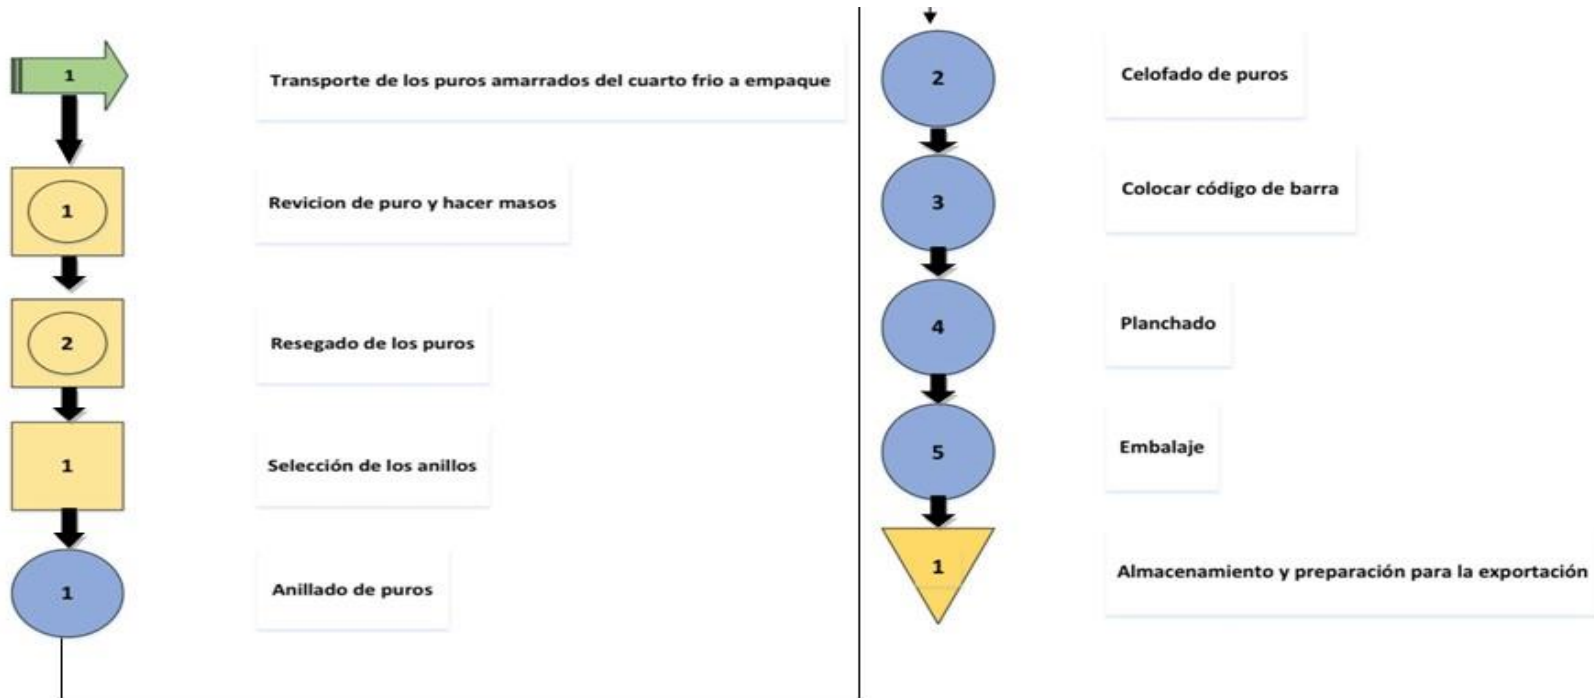 1
Transporte de los puros amarrados del cuarto frio a empaque
1
Revicion de puro y hacer masos
2
Resegado de los puros
1
Selección de los anillos
1
Anillado de puros
2
Celofado de puros
3
Colocar código de barra
4
Planchado
5
Embalaje
1
Almacenamiento y preparación para la exportación